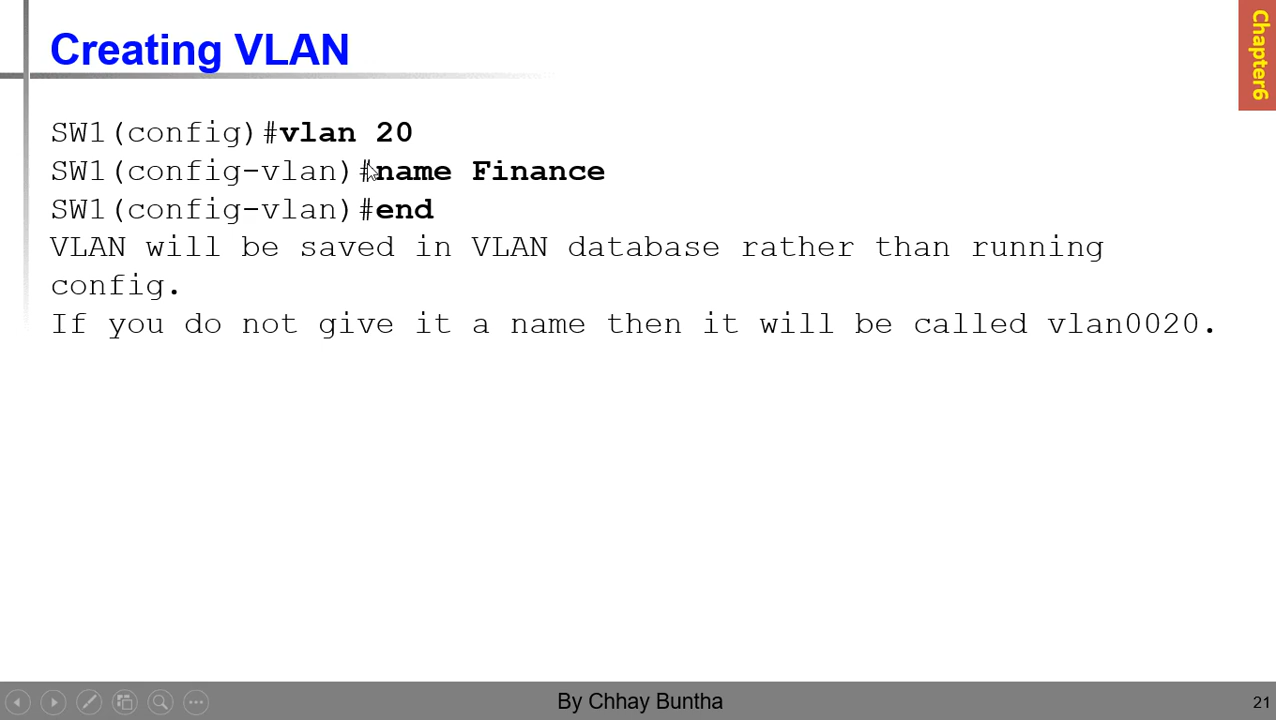 Creating VLAN
Chapter6
SW1(config)#vlan 20
SW1(config-vlan)#name Finance
SW1(config-vlan)#end
VLAN will be saved in VLAN database rather than running
config.
If you do not give it a name then it will be called vlan0020.
By Chhay Buntha
21